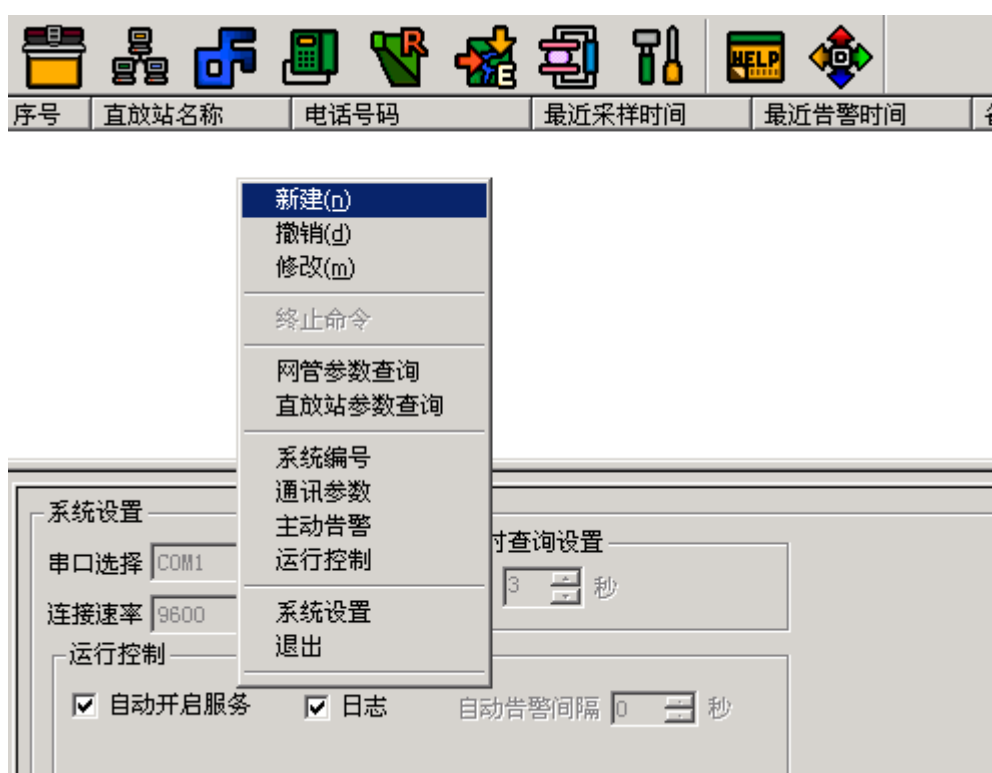 R
E
HELP
序号 直放站名称 电话号码 最近采样时间 最近告警时间
新建(n)
撤销(d)
修改(m)
终止命令
网管参数查询
直放站参数查询
系统编号
通讯参数
主动告警
运行控制
系统设置
退出
系统设置
串口选择 COM1
连接速率 9600
时查询设置
3 秒
运行控制
自动开启服务 日志 自动告警间隔 0 秒